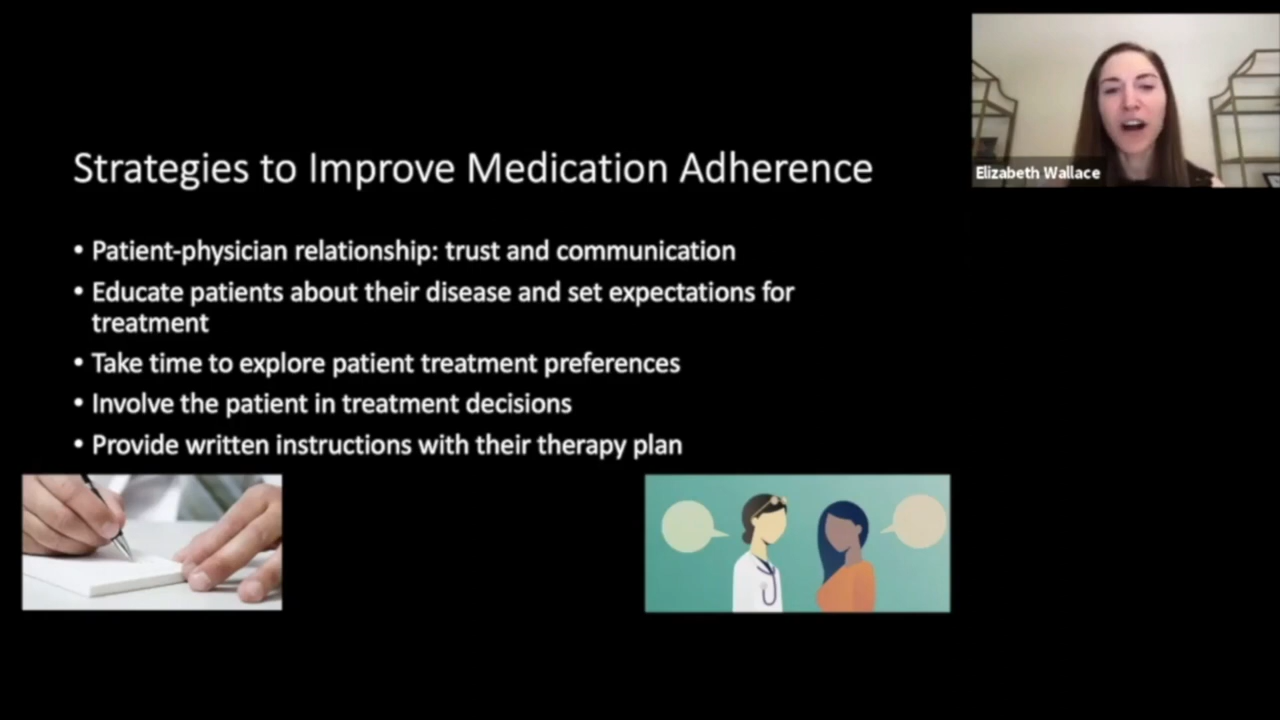 Strategies to Improve Medication Adherence
• Patient-physician relationship: trust and communication
• Educate patients about their disease and set expectations for
treatment
• Take time to explore patient treatment preferences
• Involve the patient in treatment decisions
• Provide written instructions with their therapy plan
Elizabeth Wallace